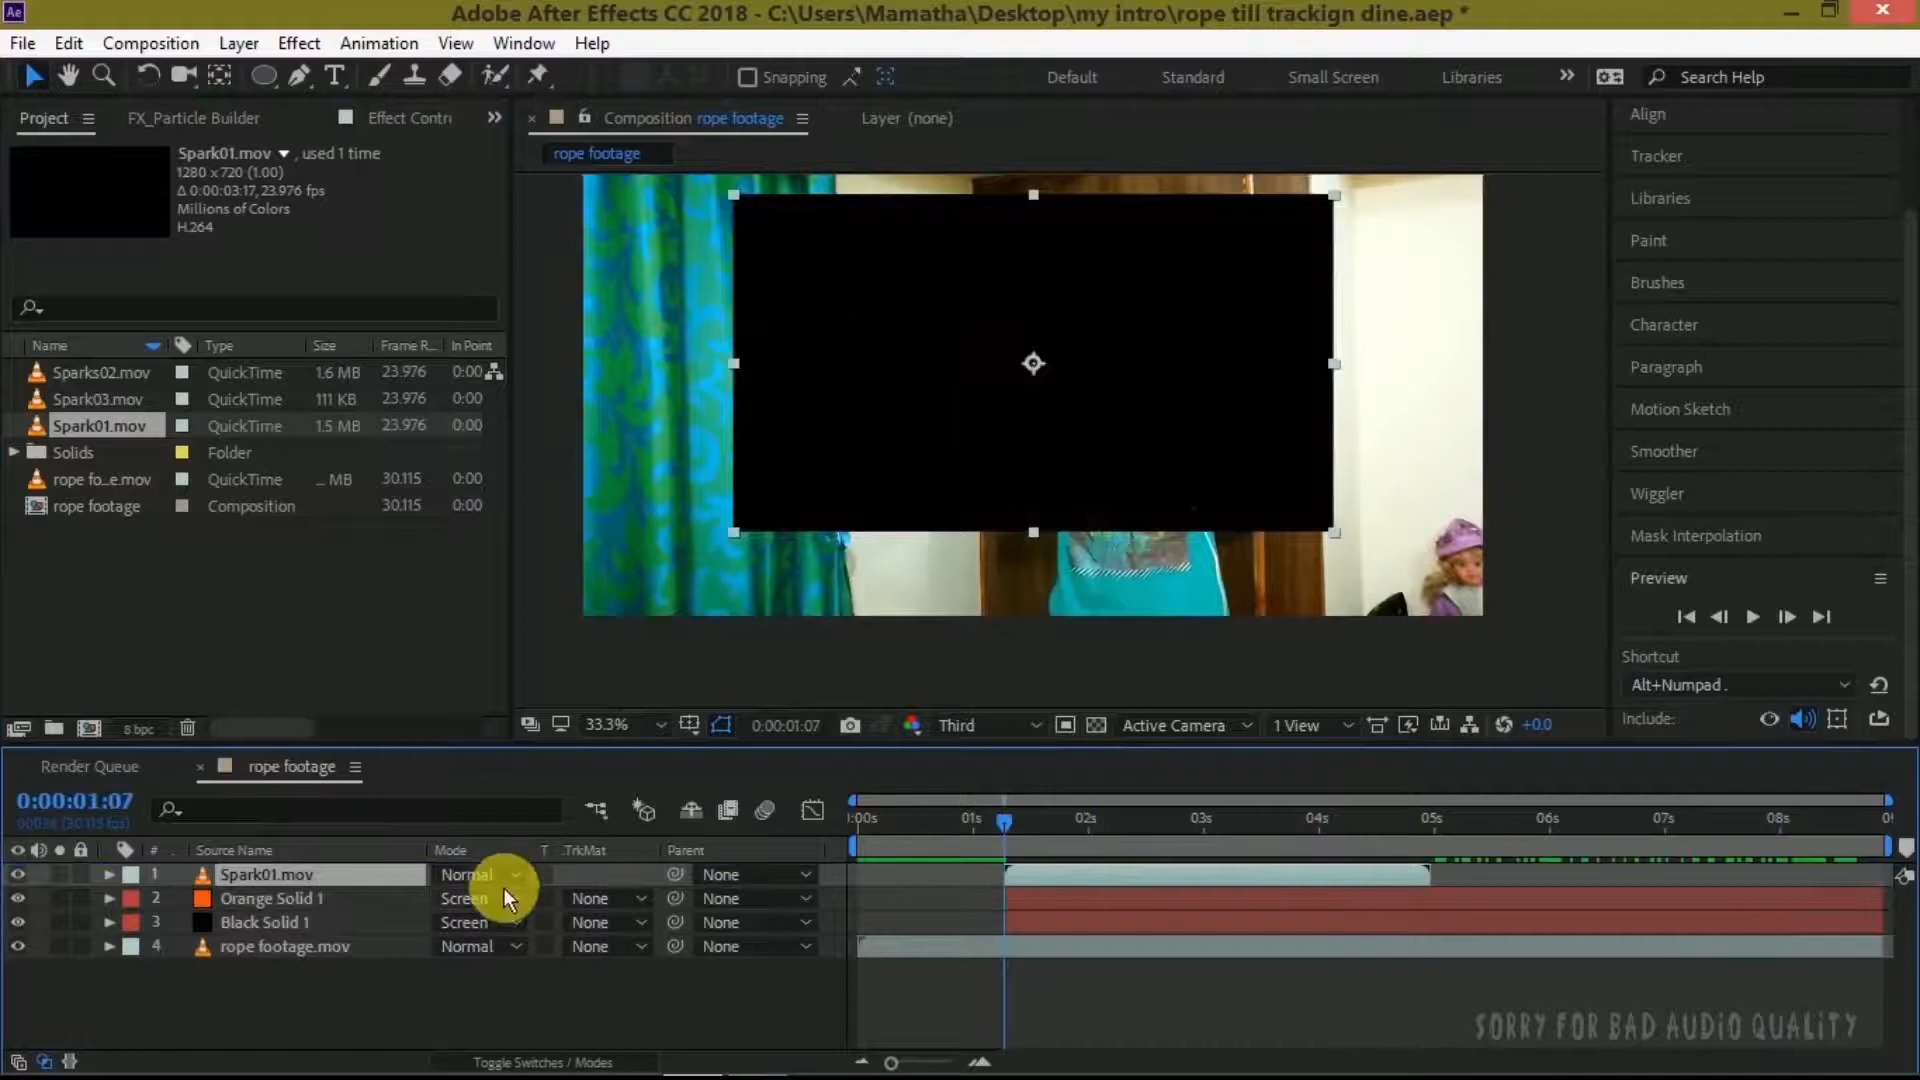 Ae Adobe After Effects CC 2018 - C:\Users\Mamatha\Desktop\my intro\rope till trackign dine.aep *
File Edit Composition Layer Effect Animation View Window Help
Snapping Default Standard Small Screen Libraries Search Help
Project FX_Particle Builder Effect Contr Composition rope footage Layer (none)
rope footage
Spark01.mov , used 1 time
1280 x 720 (1.00)
Δ 0:00:03:17, 23.976 fps
Millions of Colors
H.264
Name Type Size Frame R... In Point
Sparks02.mov QuickTime 1.6 MB 23.976 0:00
Spark03.mov QuickTime 111 KB 23.976 0:00
Spark01.mov QuickTime 1.5 MB 23.976 0:00
Solids Folder
rope fo...e.mov QuickTime ... MB 30.115 0:00
rope footage Composition 30.115 0:00
8 bpc
33.3% 0:00:01:07 Third Active Camera 1 View +0.0
Align
Tracker
Libraries
Paint
Brushes
Character
Paragraph
Motion Sketch
Smoother
Wiggler
Mask Interpolation
Preview
Shortcut
Alt+Numpad .
Include:
Render Queue rope footage
0:00:01:07
:00s 01s 02s 03s 04s 05s 06s 07s 08s
# Source Name Mode T .TrkMat Parent
1 Spark01.mov Normal None
2 Orange Solid 1 Screen None None
3 Black Solid 1 Screen None None
4 rope footage.mov Normal None None
SORRY FOR BAD AUDIO QUALITY
Toggle Switches / Modes